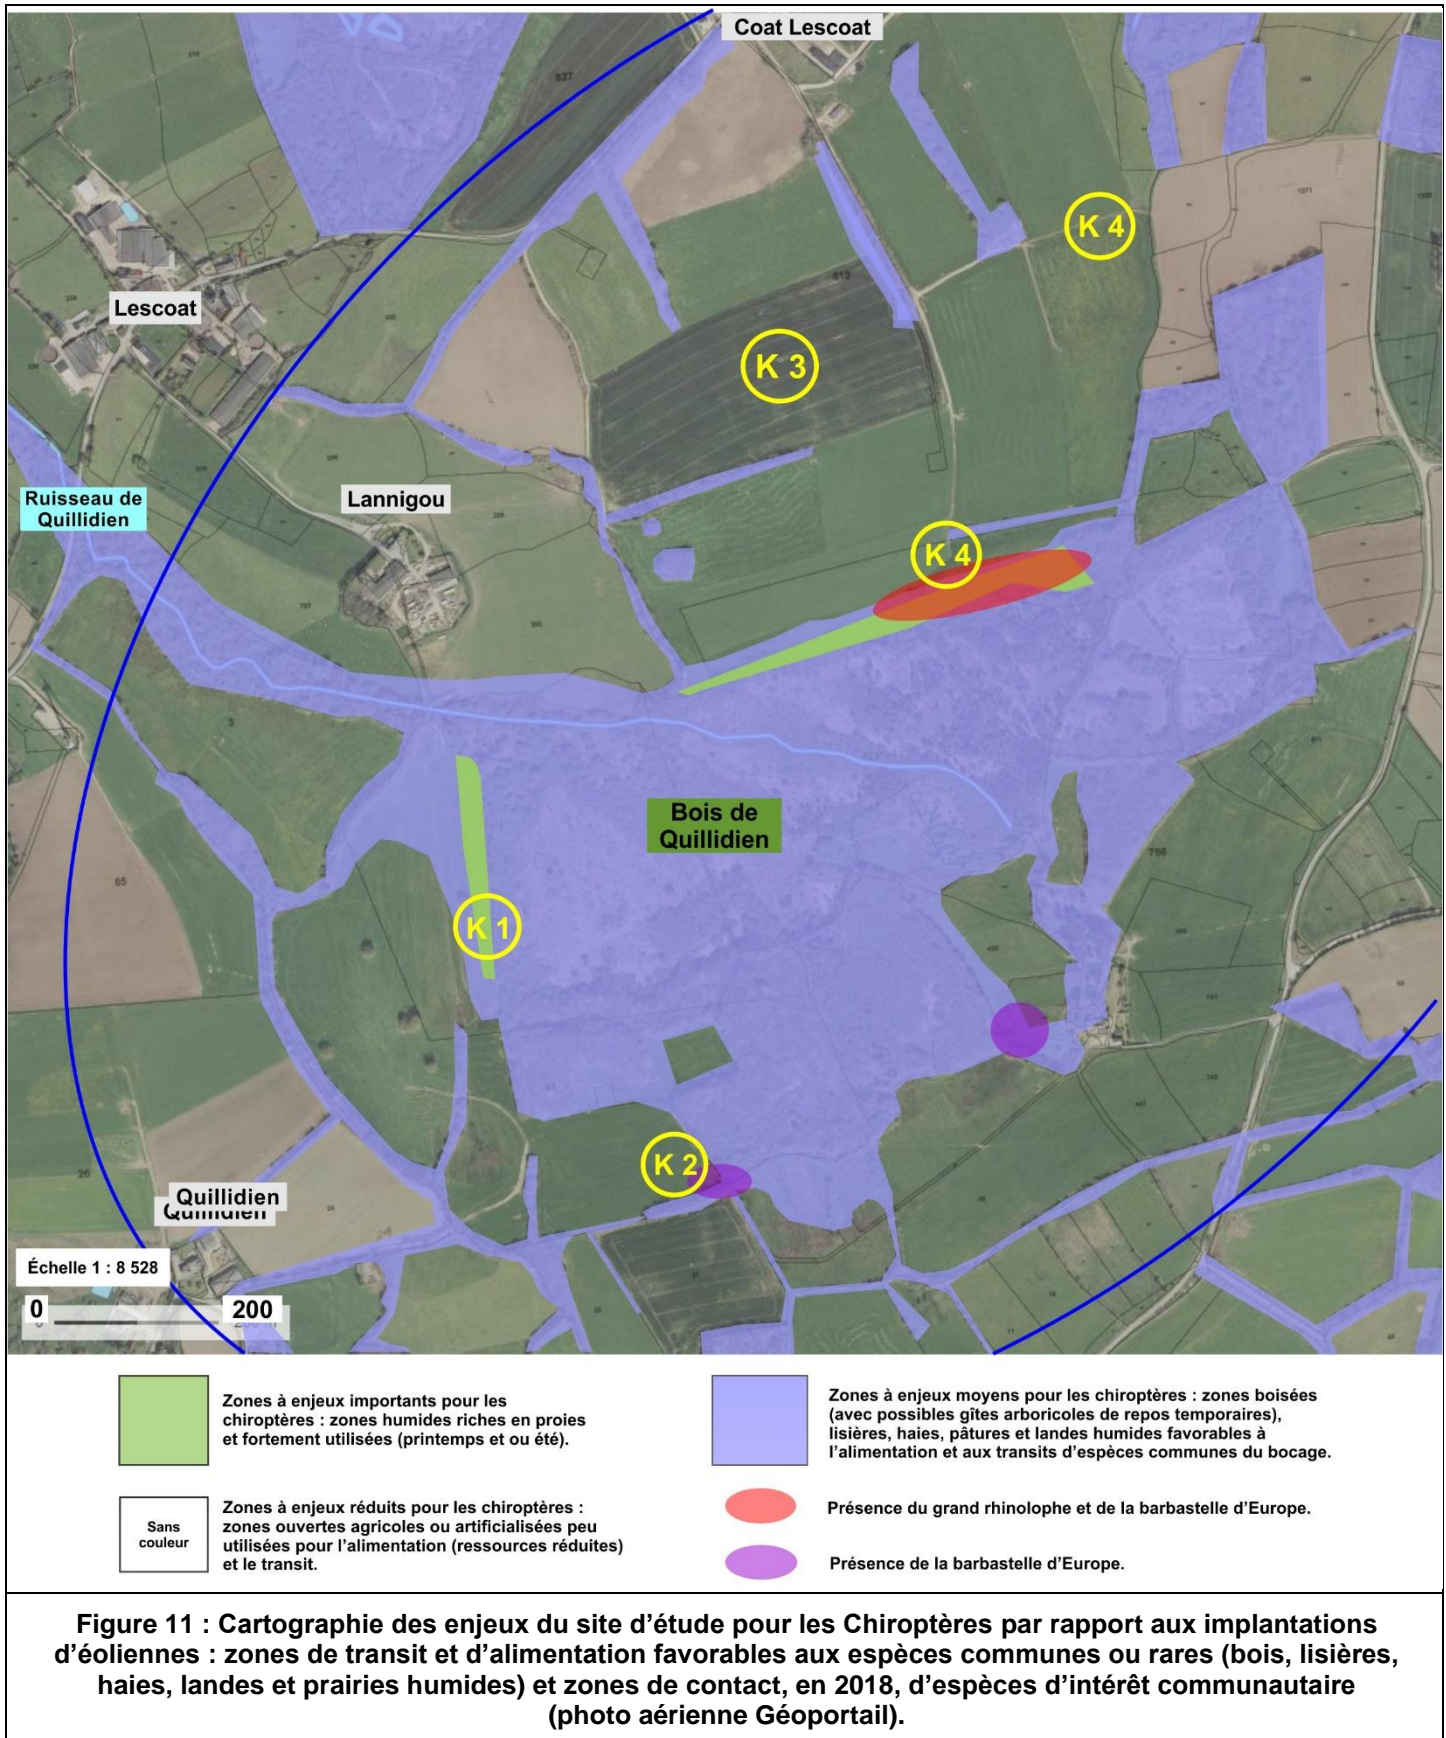 Coat Lescoat
827
K 4
Lescoat
819
K 3
Ruisseau de
Quillidien
Lannigou
K 4
3
Bois de
Quillidien
65
756
K 1
K 2
26
Quillidien
Quillidien
Échelle 1 : 8 528
0 200
Zones à enjeux importants pour les
chiroptères : zones humides riches en proies
et fortement utilisées (printemps et ou été).
Zones à enjeux moyens pour les chiroptères : zones boisées
(avec possibles gîtes arboricoles de repos temporaires),
lisières, haies, pâtures et landes humides favorables à
l'alimentation et aux transits d'espèces communes du bocage.
Sans
couleur
Zones à enjeux réduits pour les chiroptères :
zones ouvertes agricoles ou artificialisées peu
utilisées pour l'alimentation (ressources réduites)
et le transit.
Présence du grand rhinolophe et de la barbastelle d'Europe.
Présence de la barbastelle d'Europe.
Figure 11 : Cartographie des enjeux du site d'étude pour les Chiroptères par rapport aux implantations
d'éoliennes : zones de transit et d'alimentation favorables aux espèces communes ou rares (bois, lisières,
haies, landes et prairies humides) et zones de contact, en 2018, d'espèces d'intérêt communautaire
(photo aérienne Géoportail).